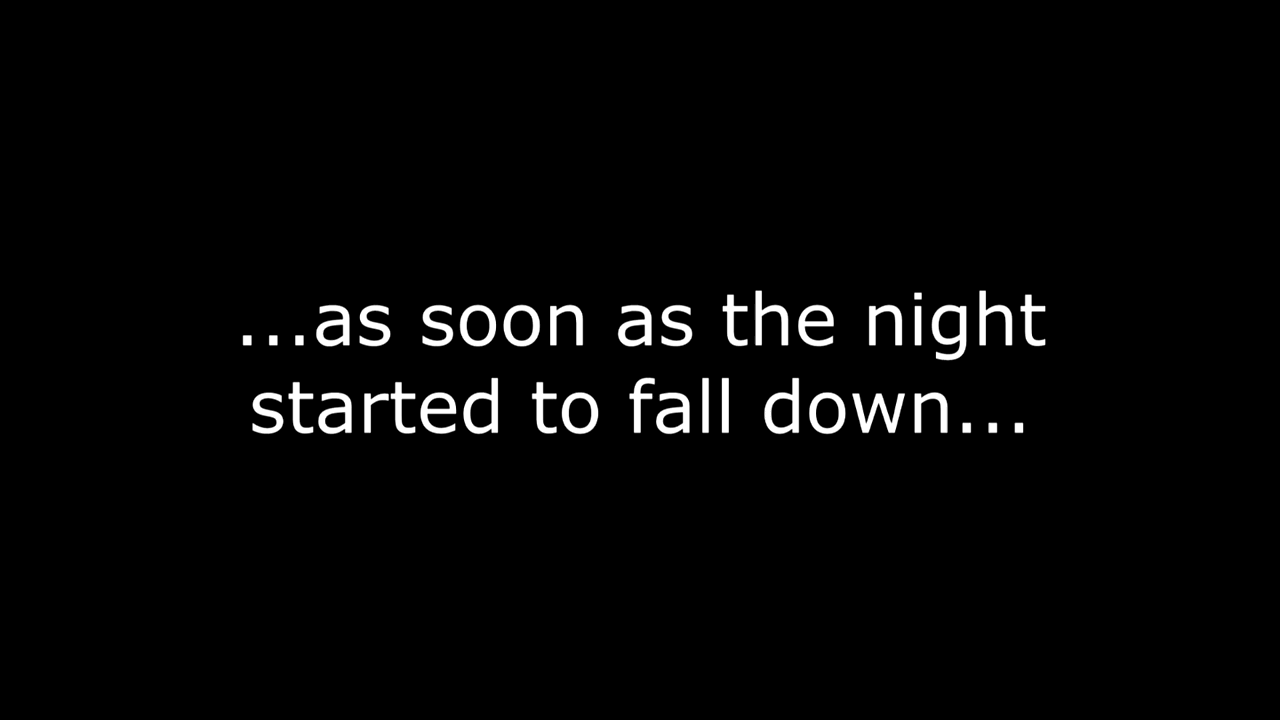 ...as soon as the night
started to fall down...